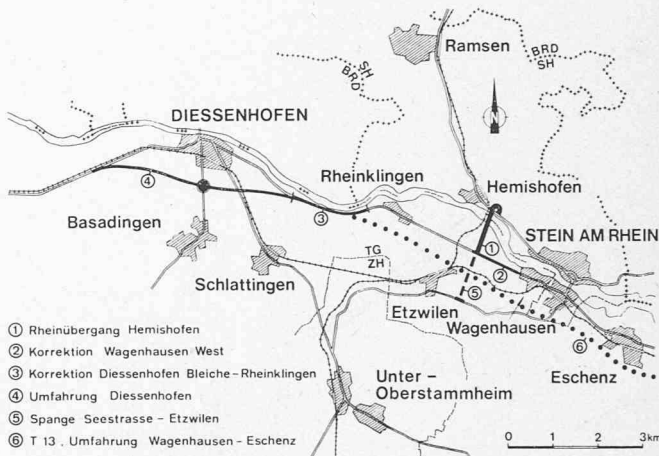 Ramsen
BRD
SH
SH
BRD
DIESSENHOFEN
Rheinklingen
Hemishofen
④
③
Basadingen
STEIN AM RHEIN
①
TG
ZH
②
Schlattingen
⑤
Etzwilen
Wagenhausen
⑥
Eschenz
Unter-
Oberstammheim
① Rheinübergang Hemishofen
② Korrektion Wagenhausen West
③ Korrektion Diessenhofen Bleiche-Rheinklingen
④ Umfahrung Diessenhofen
⑤ Spange Seestrasse - Etzwilen
⑥ T 13 . Umfahrung Wagenhausen - Eschenz
0 1 2 3 km